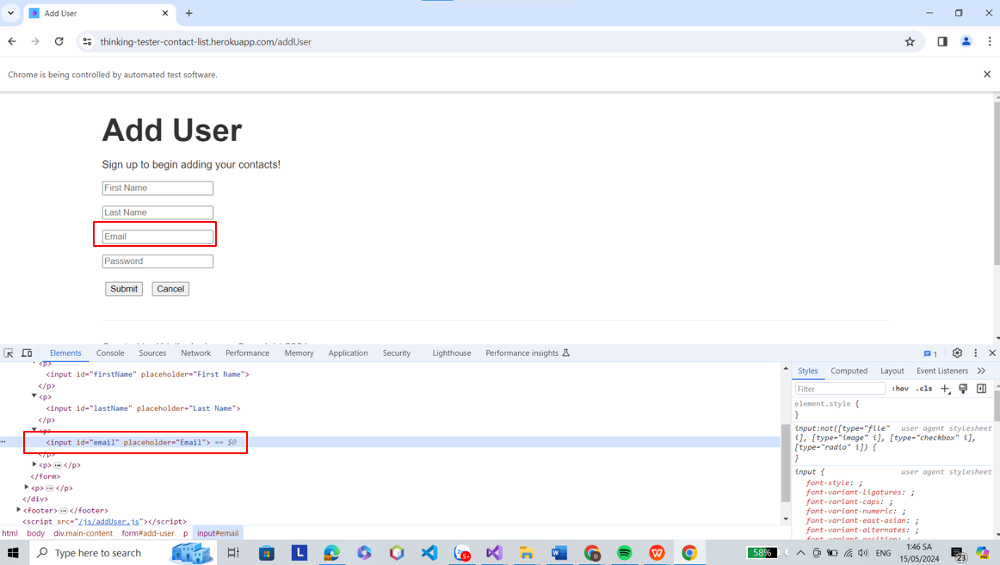 Add User
thinking-tester-contact-list.herokuapp.com/addUser
Chrome is being controlled by automated test software.
Add User
Sign up to begin adding your contacts!
First Name
Last Name
Email
Password
Submit Cancel
Elements Console Sources Network Performance Memory Application Security Lighthouse Performance insights 1
<p>
<input id="firstName" placeholder="First Name">
</p>
<p>
<input id="lastName" placeholder="Last Name">
</p>
<p>
<input id="email" placeholder="Email"> == $0
</p>
<p> </p>
</form>
<p> </p>
</div>
<footer> </footer>
<script src="/js/addUser.js"></script>
html body div.main-content form#add-user p input#email
Styles Computed Layout Event Listeners
Filter :hov .cls
element.style {
}
input:not([type="file" user agent stylesheet
i], [type="image" i], [type="checkbox" i],
[type="radio" i]) {
}
input { user agent stylesheet
font-style: ;
font-variant-ligatures: ;
font-variant-caps: ;
font-variant-numeric: ;
font-variant-east-asian: ;
font-variant-alternates: ;
font-variant-position: ;
Type here to search
58%
ENG
1:46 SA
15/05/2024
23